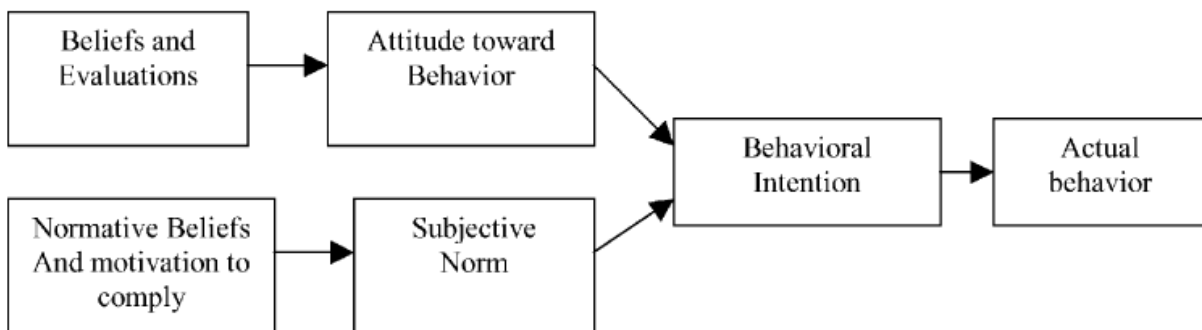 Beliefs and
Evaluations
Attitude toward
Behavior
Normative Beliefs
And motivation to
comply
Subjective
Norm
Behavioral
Intention
Actual
behavior